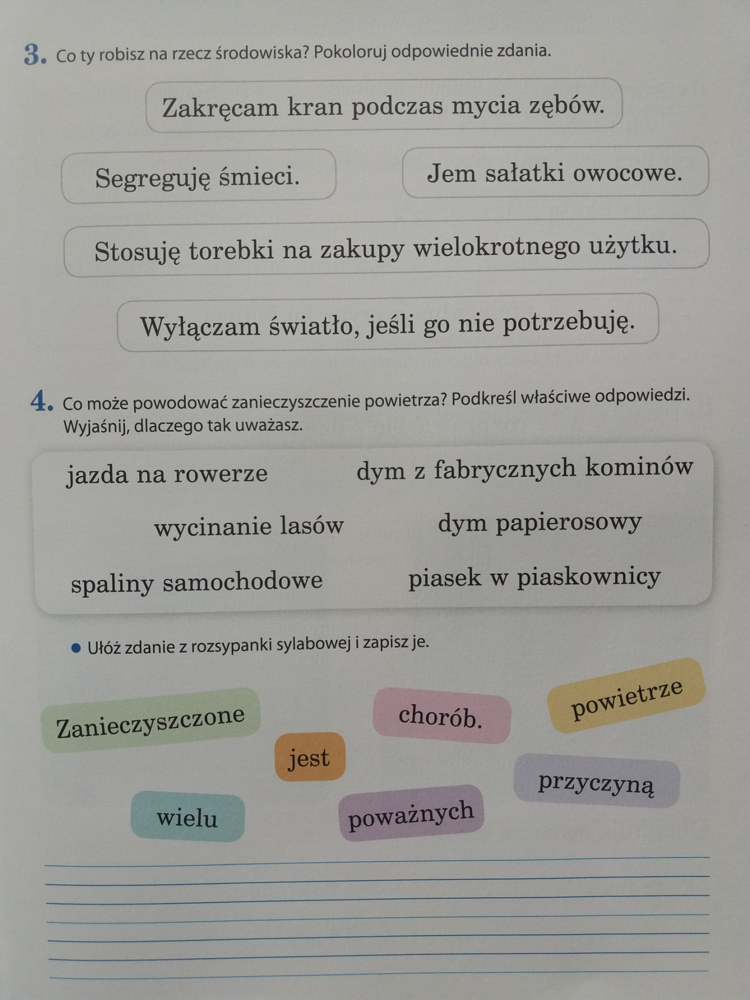 3. Co ty robisz na rzecz środowiska? Pokoloruj odpowiednie zdania.
Zakręcam kran podczas mycia zębów.
Segreguję śmieci.
Jem sałatki owocowe.
Stosuję torebki na zakupy wielokrotnego użytku.
Wyłączam światło, jeśli go nie potrzebuję.
4. Co może powodować zanieczyszczenie powietrza? Podkreśl właściwe odpowiedzi.
Wyjaśnij, dlaczego tak uważasz.
jazda na rowerze
dym z fabrycznych kominów
wycinanie lasów
dym papierosowy
spaliny samochodowe
piasek w piaskownicy
● Ułóż zdanie z rozsypanki sylabowej i zapisz je.
Zanieczyszczone
chorób.
powietrze
jest
przyczyną
wielu
poważnych